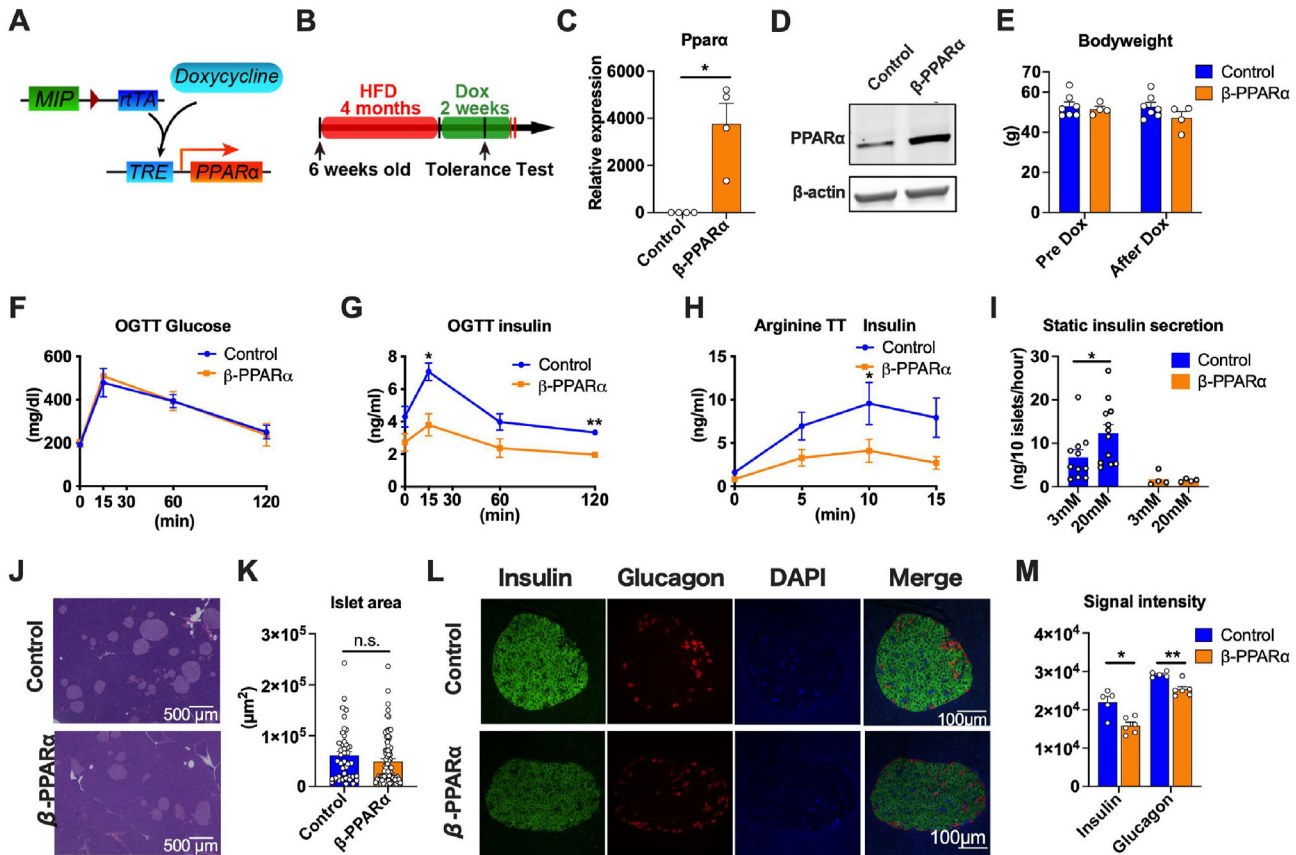 A
Doxycycline
MIP
rtTA
TRE
PPARα
B
HFD
4 months
Dox
2 weeks
6 weeks old
Tolerance Test
C
Pparα
*
Relative expression
6000
4000
2000
0
Control
β-PPARα
D
Control
β-PPARα
PPARα
β-actin
E
Bodyweight
Control
β-PPARα
(g)
80
60
40
20
0
Pre Dox
After Dox
F
OGTT Glucose
Control
β-PPARα
(mg/dl)
600
400
200
0
0
15
30
60
120
(min)
G
OGTT insulin
Control
β-PPARα
(ng/ml)
8
6
4
2
0
*
**
0
15
30
60
120
(min)
H
Arginine TT
Insulin
Control
β-PPARα
(ng/ml)
15
10
5
0
*
0
5
10
15
(min)
I
Static insulin secretion
Control
β-PPARα
(ng/10 islets/hour)
30
20
10
0
*
3mM
20mM
3mM
20mM
J
Control
500 µm
β-PPARα
500 µm
K
Islet area
n.s.
(µm²)
3×10⁵
2×10⁵
1×10⁵
0
Control
β-PPARα
L
Insulin
Glucagon
DAPI
Merge
Control
100µm
β-PPARα
100µm
M
Signal intensity
Control
β-PPARα
4×10⁴
3×10⁴
2×10⁴
1×10⁴
0
*
**
Insulin
Glucagon